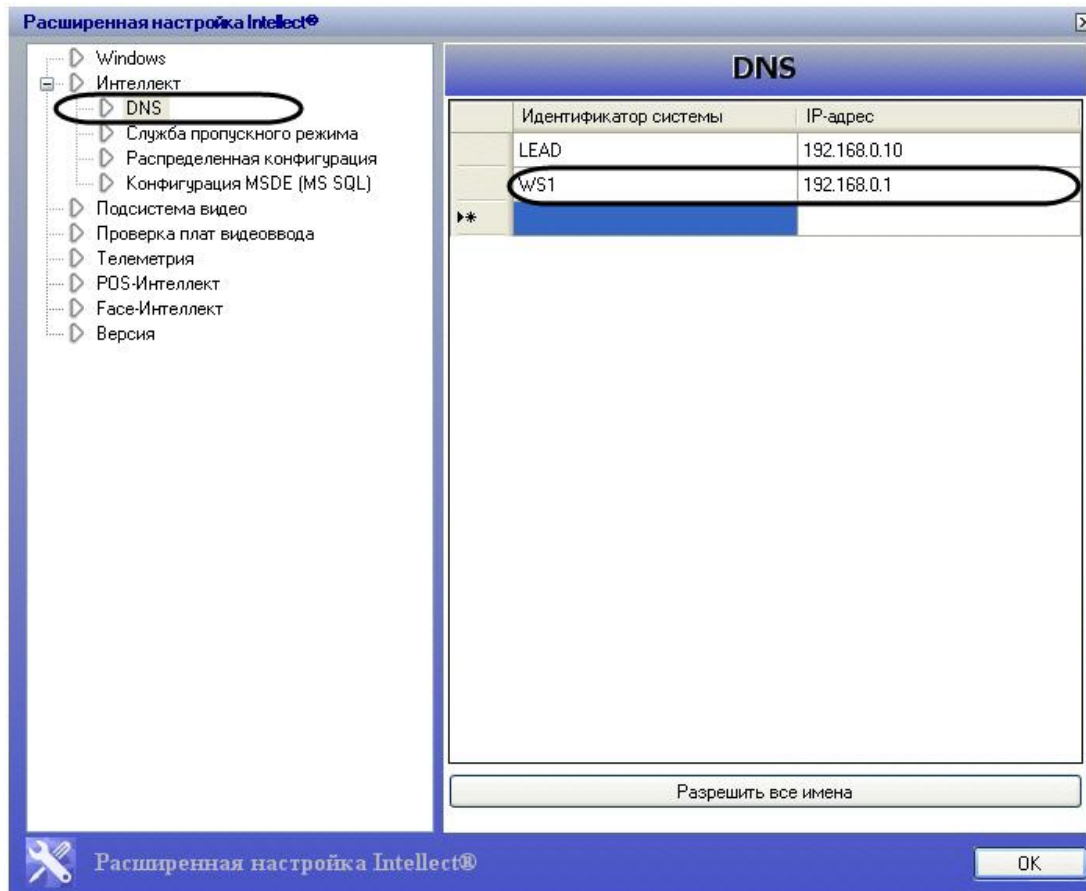 Расширенная настройка Intellect®
Windows
Интеллект
DNS
Служба пропускного режима
Распределенная конфигурация
Конфигурация MSDE (MS SQL)
Подсистема видео
Проверка плат видеоввода
Телеметрия
POS-Интеллект
Face-Интеллект
Версия
DNS
Идентификатор системы IP-адрес
LEAD 192.168.0.10
WS1 192.168.0.1
Разрешить все имена
Расширенная настройка Intellect®
OK